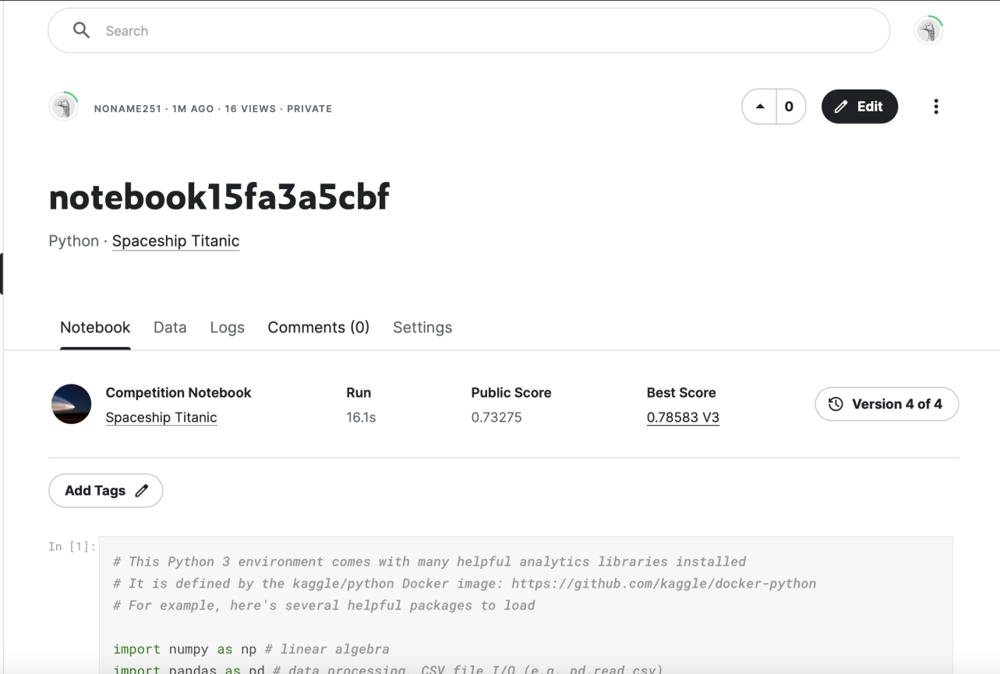 Search
NONAME251 · 1M AGO · 16 VIEWS · PRIVATE
0
Edit
notebook15fa3a5cbf
Python · Spaceship Titanic
Notebook Data Logs Comments (0) Settings
Competition Notebook Run Public Score Best Score
Spaceship Titanic 16.1s 0.73275 0.78583 V3
Version 4 of 4
Add Tags
In [1]:
# This Python 3 environment comes with many helpful analytics libraries installed
# It is defined by the kaggle/python Docker image: https://github.com/kaggle/docker-python
# For example, here's several helpful packages to load
import numpy as np # linear algebra
import pandas as pd # data processing, CSV file I/O (e.g. pd.read_csv)